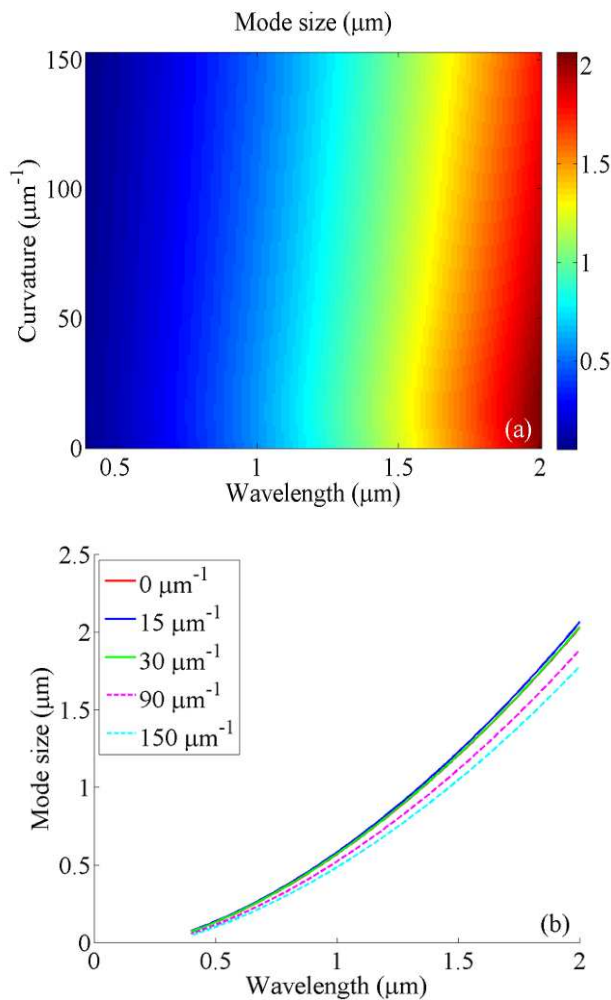 Mode size (μm)
150
100
50
0
Curvature (μm⁻¹)
0.5 1 1.5 2
Wavelength (μm)
2
1.5
1
0.5
(a)
2.5
2
1.5
1
0.5
0
Mode size (μm)
0 μm⁻¹
15 μm⁻¹
30 μm⁻¹
90 μm⁻¹
150 μm⁻¹
(b)
0 0.5 1 1.5 2
Wavelength (μm)